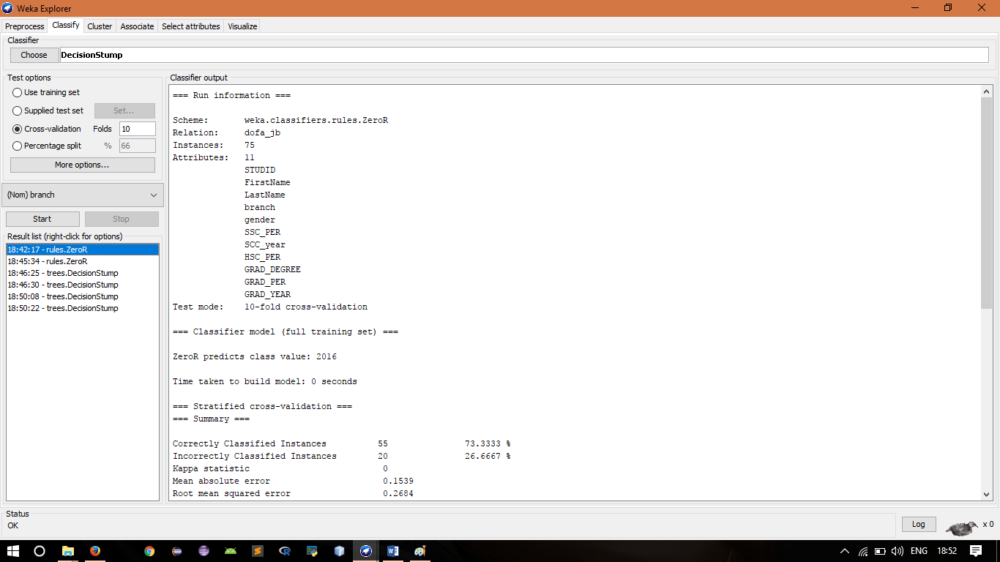 Weka Explorer
Preprocess Classify Cluster Associate Select attributes Visualize
Classifier
Choose DecisionStump
Test options
Use training set
Supplied test set Set...
Cross-validation Folds 10
Percentage split % 66
More options...
(Nom) branch
Start Stop
Result list (right-click for options)
18:42:17 - rules.ZeroR
18:45:34 - rules.ZeroR
18:46:25 - trees.DecisionStump
18:46:30 - trees.DecisionStump
18:50:08 - trees.DecisionStump
18:50:22 - trees.DecisionStump
Classifier output
=== Run information ===
Scheme: weka.classifiers.rules.ZeroR
Relation: dofa_jb
Instances: 75
Attributes: 11
STUDID
FirstName
LastName
branch
gender
SSC_PER
SCC_year
HSC_PER
GRAD_DEGREE
GRAD_PER
GRAD_YEAR
Test mode: 10-fold cross-validation
=== Classifier model (full training set) ===
ZeroR predicts class value: 2016
Time taken to build model: 0 seconds
=== Stratified cross-validation ===
=== Summary ===
Correctly Classified Instances 55 73.3333 %
Incorrectly Classified Instances 20 26.6667 %
Kappa statistic 0
Mean absolute error 0.1539
Root mean squared error 0.2684
Status
OK
Log x 0
ENG 18:52